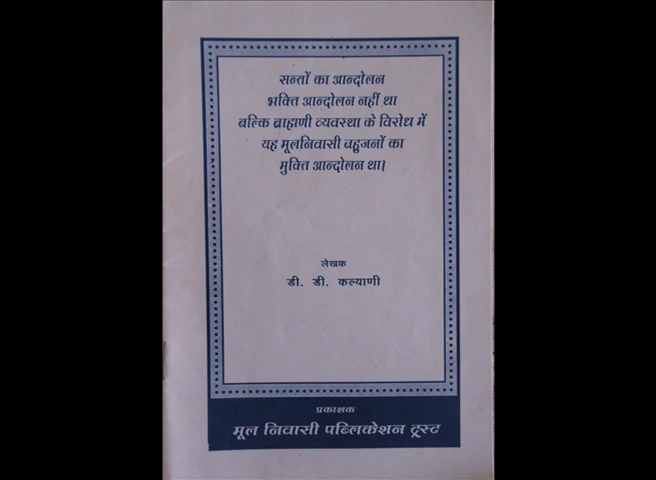 सन्तों का आन्दोलन
भक्ति आन्दोलन नहीं था
बल्कि ब्राह्मणी व्यवस्था के विरोध में
यह मूलनिवासी बहुजनों का
मुक्ति आन्दोलन था।
लेखक
डी. डी. कल्याणी
प्रकाशक
मूल निवासी पब्लिकेशन ट्रस्ट